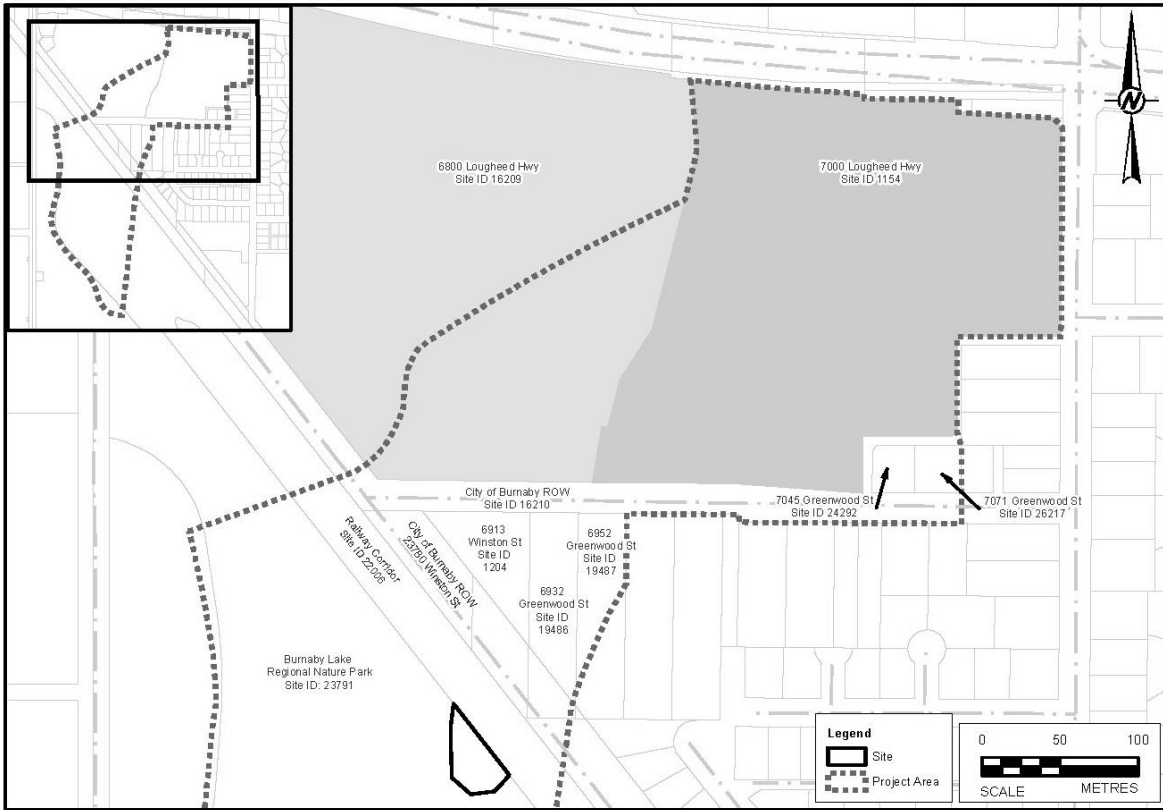 N
6800 Lougheed Hwy
Site ID 16209
7000 Lougheed Hwy
Site ID 1154
City of Burnaby ROW
Site ID 16210
7045 Greenwood St
Site ID 24292
7071 Greenwood St
Site ID 26217
Railway Corridor
Site ID 22006
City of Burnaby ROW
23780 Winston St
6913
Winston St
Site ID
1204
6952
Greenwood St
Site ID
19487
6932
Greenwood St
Site ID
19486
Burnaby Lake
Regional Nature Park
Site ID: 23791
Legend
Site
Project Area
0 50 100
SCALE METRES